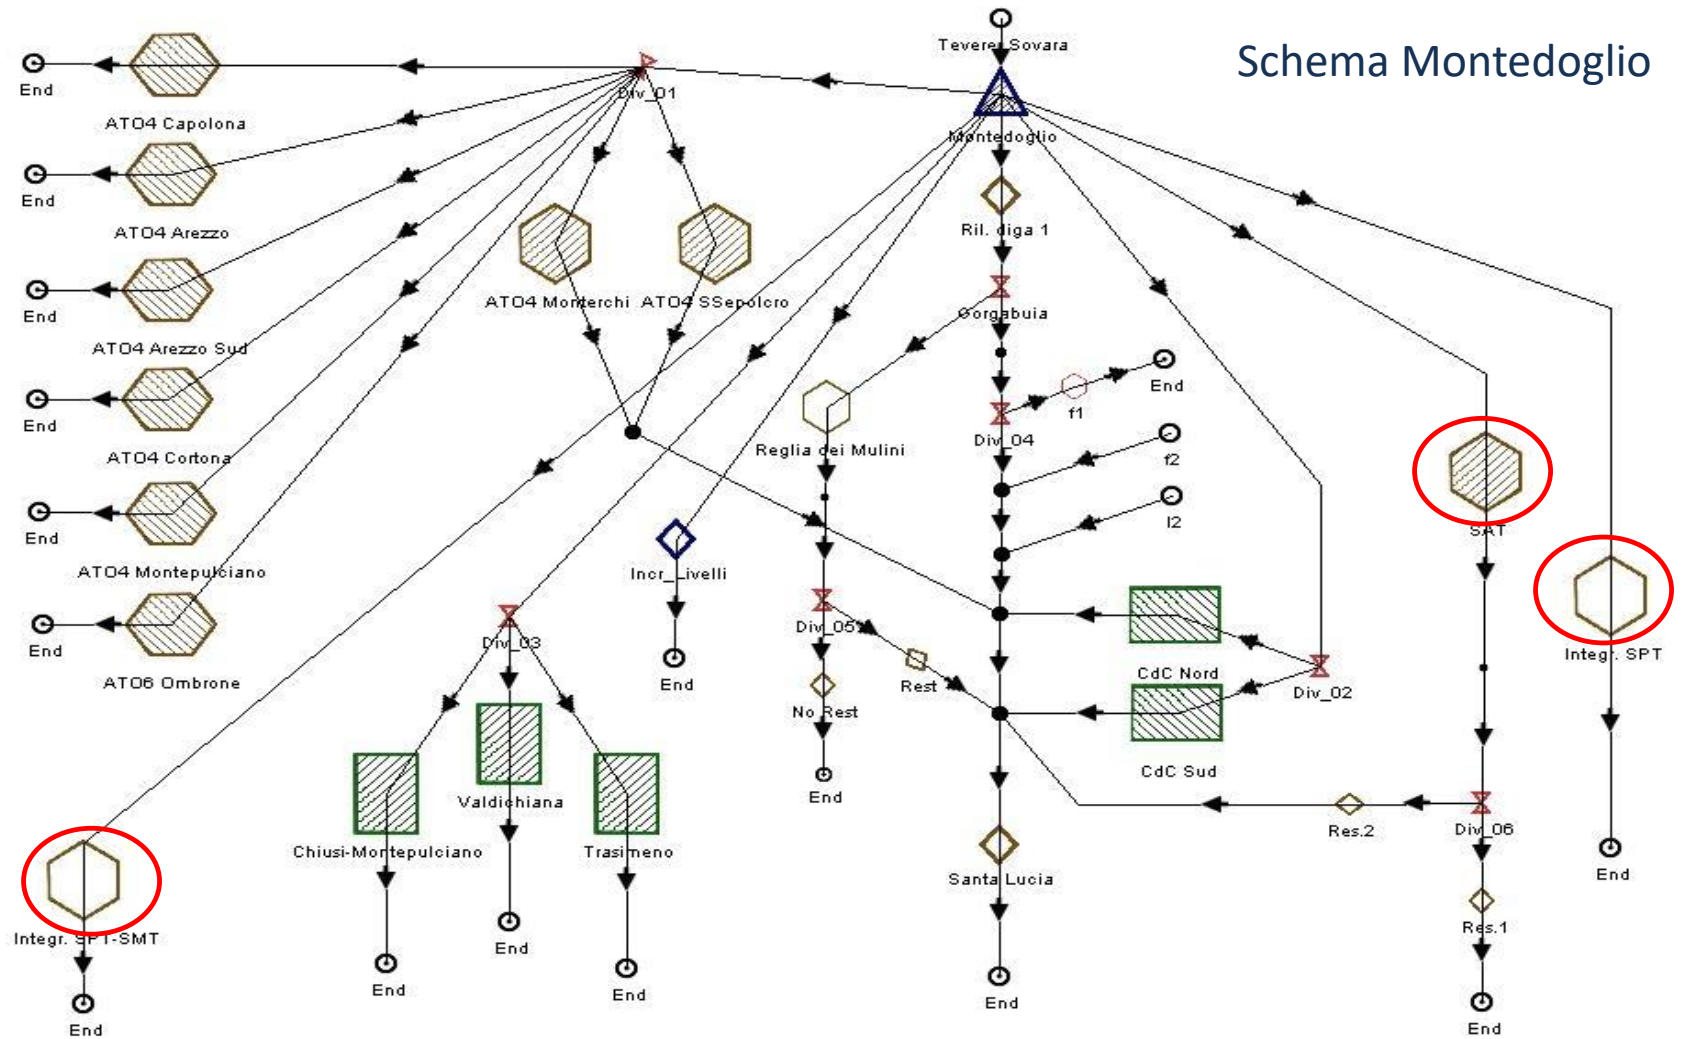 Schema Montedoglio
Tevere Sovara
Montedoglio
Div_01
End
ATO4 Capolona
End
ATO4 Arezzo
End
ATO4 Arezzo Sud
End
ATO4 Cortona
End
ATO4 Montepulciano
End
ATO6 Ombrone
ATO4 Monterchi
ATO4 SSepolcro
Ril. diga 1
Gorgabuia
End
f1
Div_04
f2
I2
Reglia dei Mulini
Incr_Livelli
End
Div_05
Rest
No Rest
End
CdC Nord
Div_02
CdC Sud
SAT
Integr. SPT
End
Div_03
Valdichiana
Chiusi-Montepulciano
Trasimeno
End
End
End
Santa Lucia
End
Res.2
Div_06
Res.1
End
Integr. SPT-SMT
End